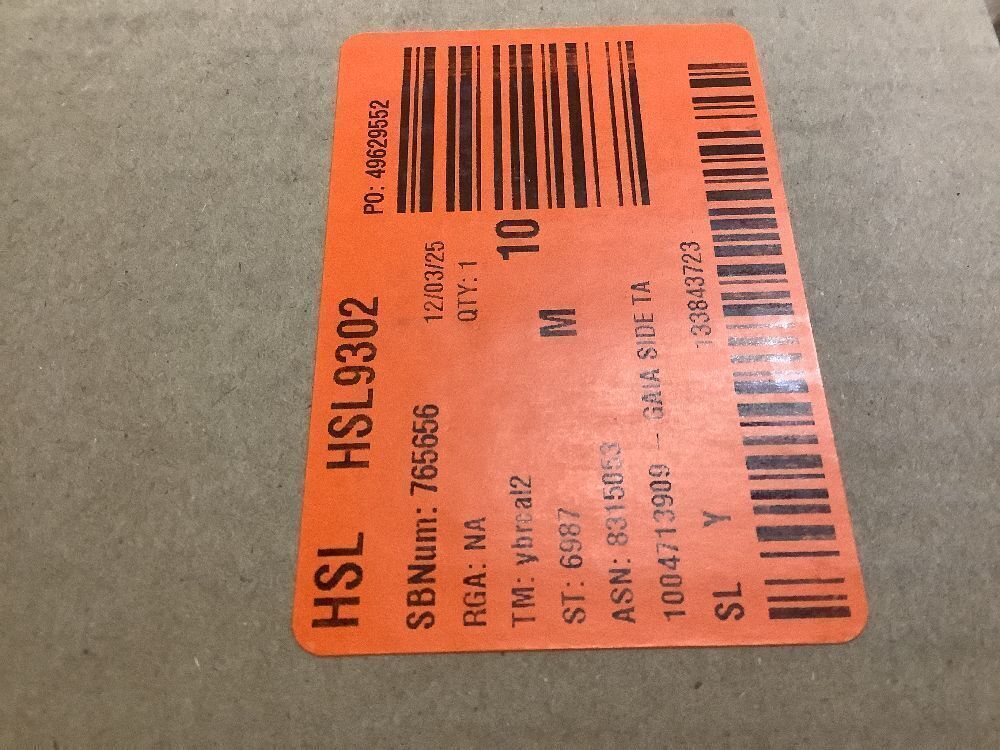 HSL HSL9302
PO: 49629552
SBNum: 765656
12/03/25
RGA: NA
QTY: 1
TM: ybrcal2
10
ST: 6987
M
ASN: 8315053
1004713909 -- GAIA SIDE TA
SL Y
133843723